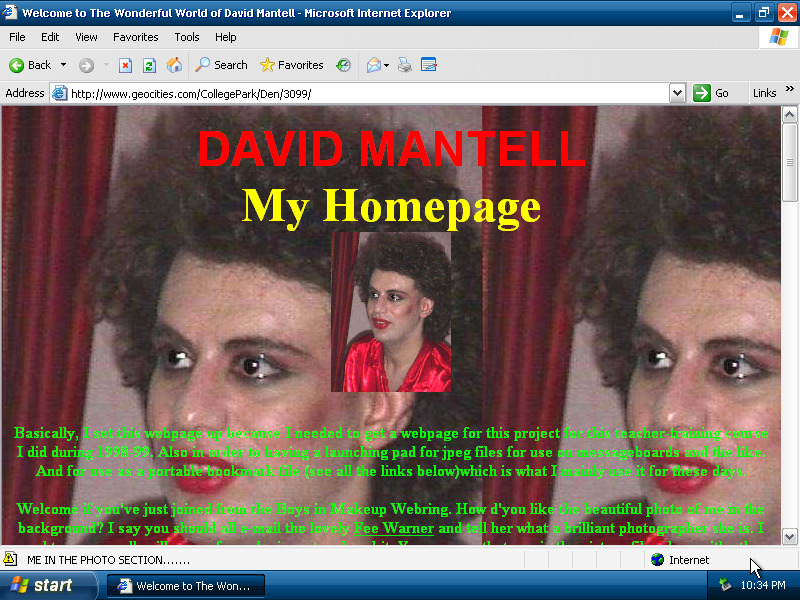 Welcome to The Wonderful World of David Mantell - Microsoft Internet Explorer
File Edit View Favorites Tools Help
Back Search Favorites
Address http://www.geocities.com/CollegePark/Den/3099/ Go Links »
DAVID MANTELL
My Homepage
Basically, I set this webpage up because I needed to get a webpage for this project for this teacher-training course
I did during 1998-99. Also in order to having a launching pad for jpeg files for use on messageboards and the like.
And for use as a portable bookmark file (see all the links below)which is what I mainly use it for these days.
Welcome if you've just joined from the Boys in Makeup Webring. How d'you like the beautiful photo of me in the
background? I say you should all e-mail the lovely Fee Warner and tell her what a brilliant photographer she is. I
ME IN THE PHOTO SECTION....... Internet
start Welcome to The Won... 10:34 PM